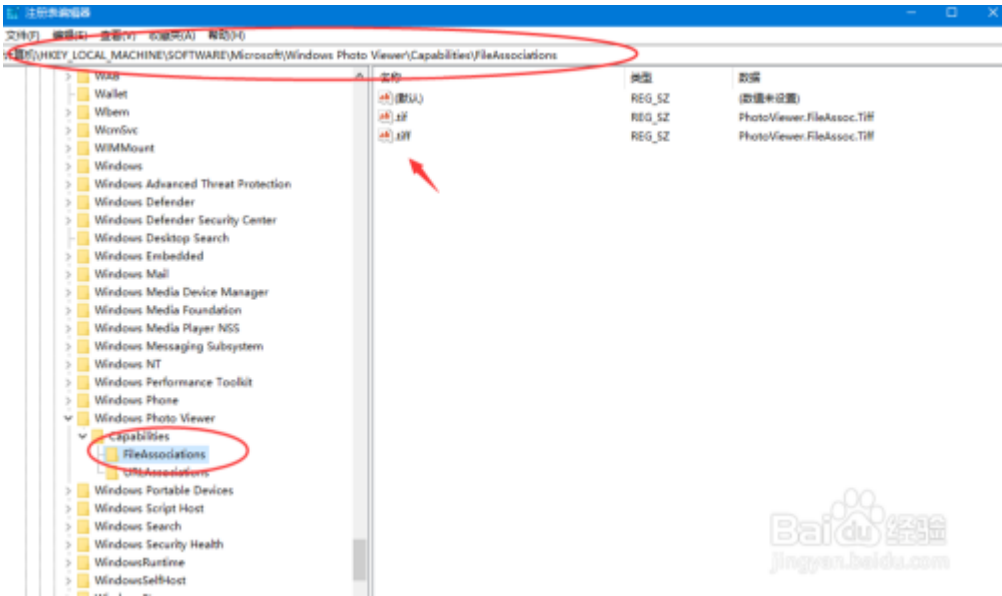 注册表编辑器
文件(F) 编辑(E) 查看(V) 收藏夹(A) 帮助(H)
计算机\HKEY_LOCAL_MACHINE\SOFTWARE\Microsoft\Windows Photo Viewer\Capabilities\FileAssociations
WAB
Wallet
Wbem
WcmSvc
WIMMount
Windows
Windows Advanced Threat Protection
Windows Defender
Windows Defender Security Center
Windows Desktop Search
Windows Embedded
Windows Mail
Windows Media Device Manager
Windows Media Foundation
Windows Media Player NSS
Windows Messaging Subsystem
Windows NT
Windows Performance Toolkit
Windows Phone
Windows Photo Viewer
Capabilities
FileAssociations
URLAssociations
Windows Portable Devices
Windows Script Host
Windows Search
Windows Security Health
WindowsRuntime
WindowsSelfHost
名称 类型 数据
ab (默认) REG_SZ (数值未设置)
ab .tif REG_SZ PhotoViewer.FileAssoc.Tiff
ab .tiff REG_SZ PhotoViewer.FileAssoc.Tiff
Baidu 经验
jingyan.baidu.com